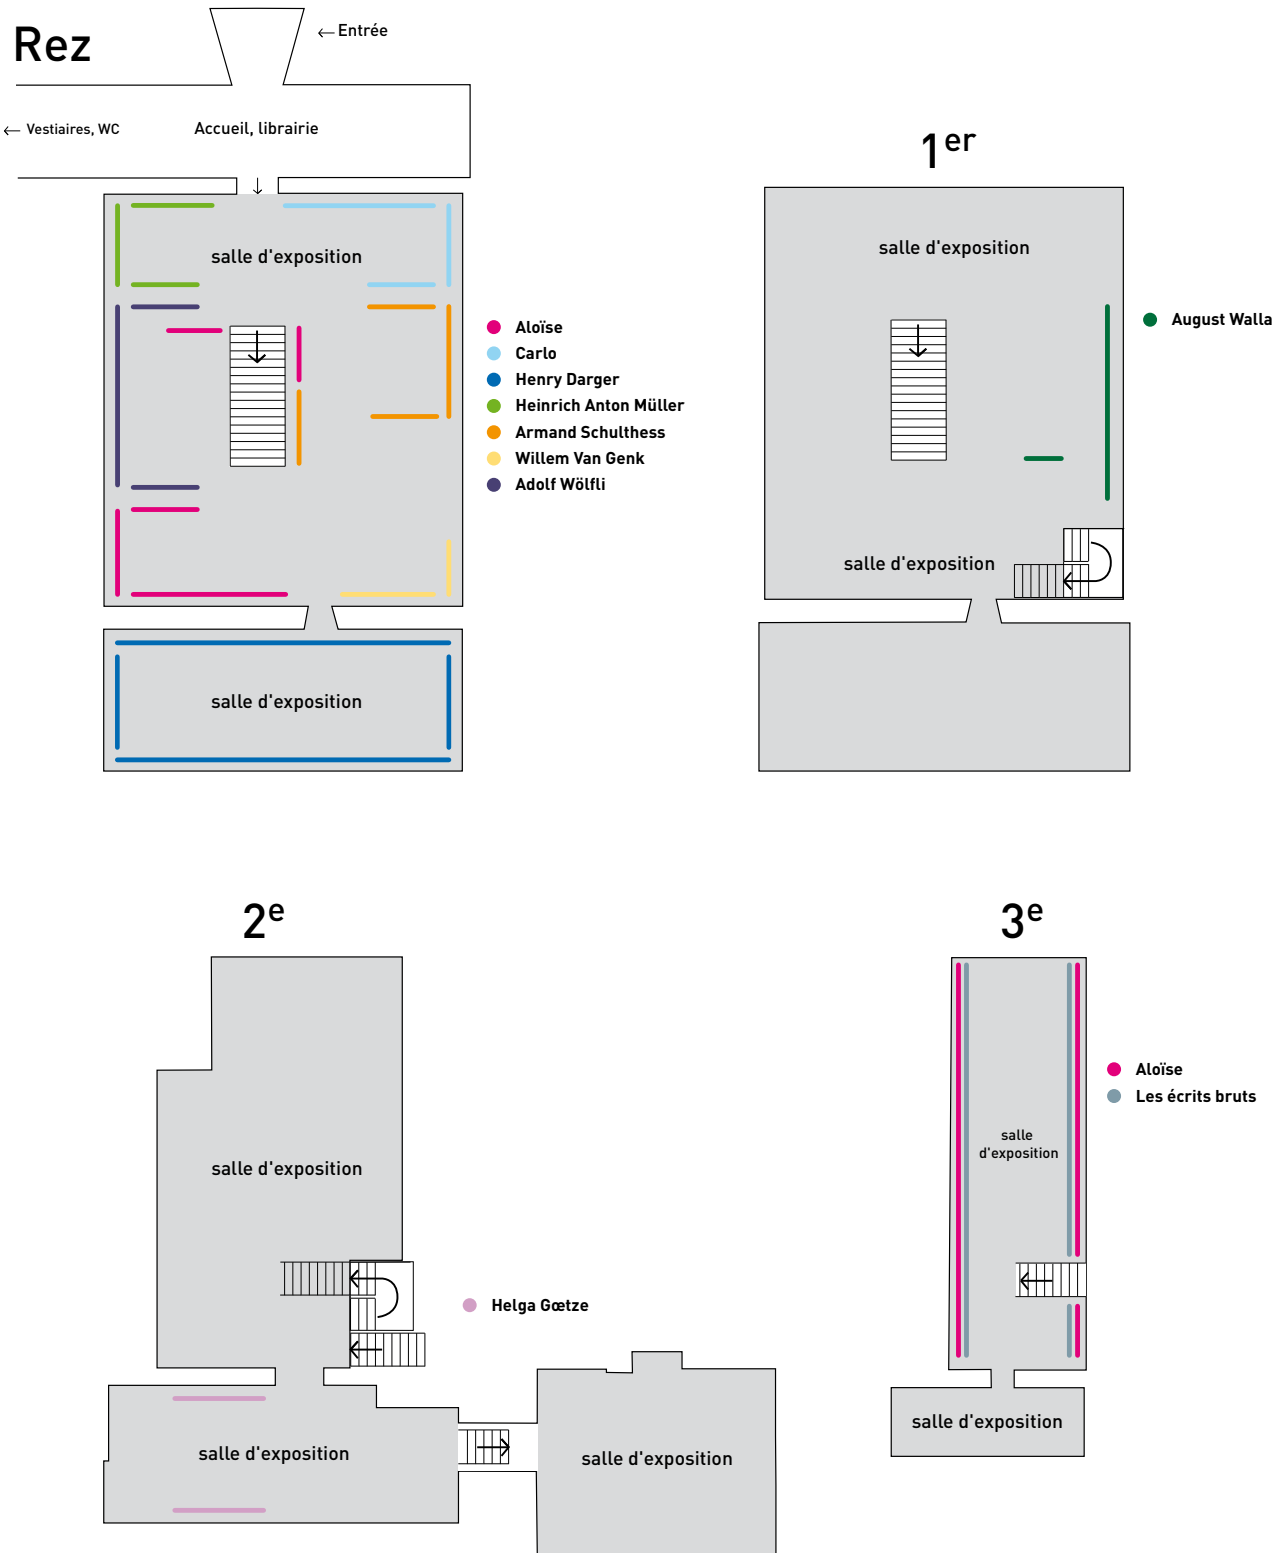 Rez
← Entrée
← Vestiaires, WC
Accueil, librairie
salle d'exposition
Aloïse
Carlo
Henry Darger
Heinrich Anton Müller
Armand Schulthess
Willem Van Genk
Adolf Wölfli
salle d'exposition
1er
salle d'exposition
August Walla
salle d'exposition
2e
salle d'exposition
Helga Gœtze
salle d'exposition
salle d'exposition
3e
Aloïse
Les écrits bruts
salle
d'exposition
salle d'exposition